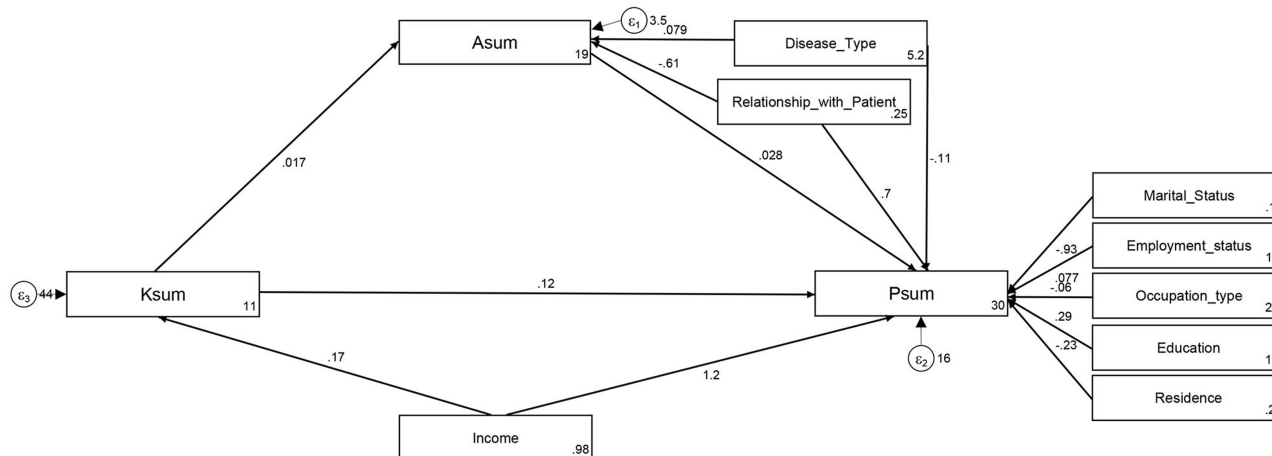 ε1 3.5
Asum
19
.079
Disease_Type
5.2
-.61
Relationship_with_Patient
.25
.017
.028
.7
-.11
Marital_Status
.1
-.93
Employment_status
1
.077
-.06
Occupation_type
2
.29
Education
1
-.23
Residence
.2
ε3 44
Ksum
11
.12
Psum
30
ε2 16
.17
1.2
Income
.98